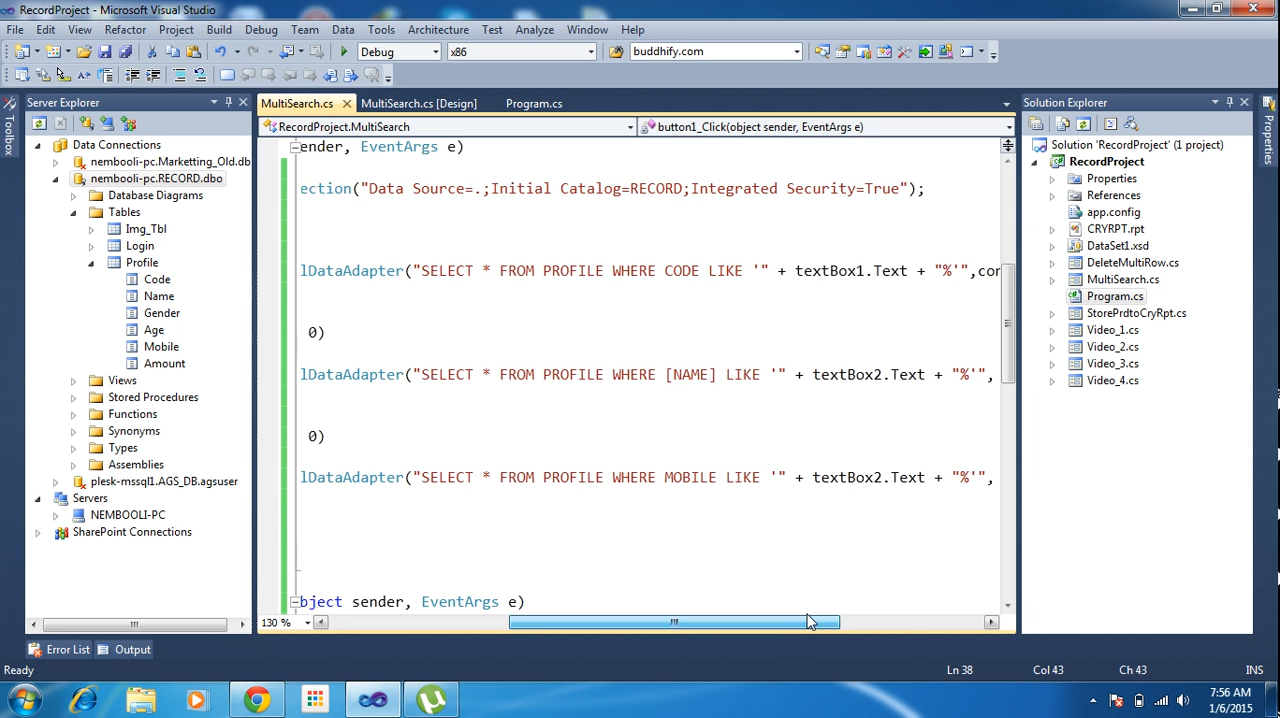 RecordProject - Microsoft Visual Studio
File Edit View Refactor Project Build Debug Team Data Tools Architecture Test Analyze Window Help
Debug x86 buddhify.com
Server Explorer
Data Connections
nembooli-pc.Marketting_Old.db
nembooli-pc.RECORD.dbo
Database Diagrams
Tables
Img_Tbl
Login
Profile
Code
Name
Gender
Age
Mobile
Amount
Views
Stored Procedures
Functions
Synonyms
Types
Assemblies
plesk-mssql1.AGS_DB.agsuser
Servers
NEMBOOLI-PC
SharePoint Connections
Toolbox
MultiSearch.cs MultiSearch.cs [Design] Program.cs
RecordProject.MultiSearch button1_Click(object sender, EventArgs e)
ender, EventArgs e)
ection("Data Source=.;Initial Catalog=RECORD;Integrated Security=True");
lDataAdapter("SELECT * FROM PROFILE WHERE CODE LIKE '" + textBox1.Text + "%'",con
0)
lDataAdapter("SELECT * FROM PROFILE WHERE [NAME] LIKE '" + textBox2.Text + "%'",
0)
lDataAdapter("SELECT * FROM PROFILE WHERE MOBILE LIKE '" + textBox2.Text + "%'",
bject sender, EventArgs e)
130 %
Solution Explorer
Solution 'RecordProject' (1 project)
RecordProject
Properties
References
app.config
CRYRPT.rpt
DataSet1.xsd
DeleteMultiRow.cs
MultiSearch.cs
Program.cs
StorePrdtoCryRpt.cs
Video_1.cs
Video_2.cs
Video_3.cs
Video_4.cs
Properties
Error List Output
Ready Ln 38 Col 43 Ch 43 INS
7:56 AM
1/6/2015